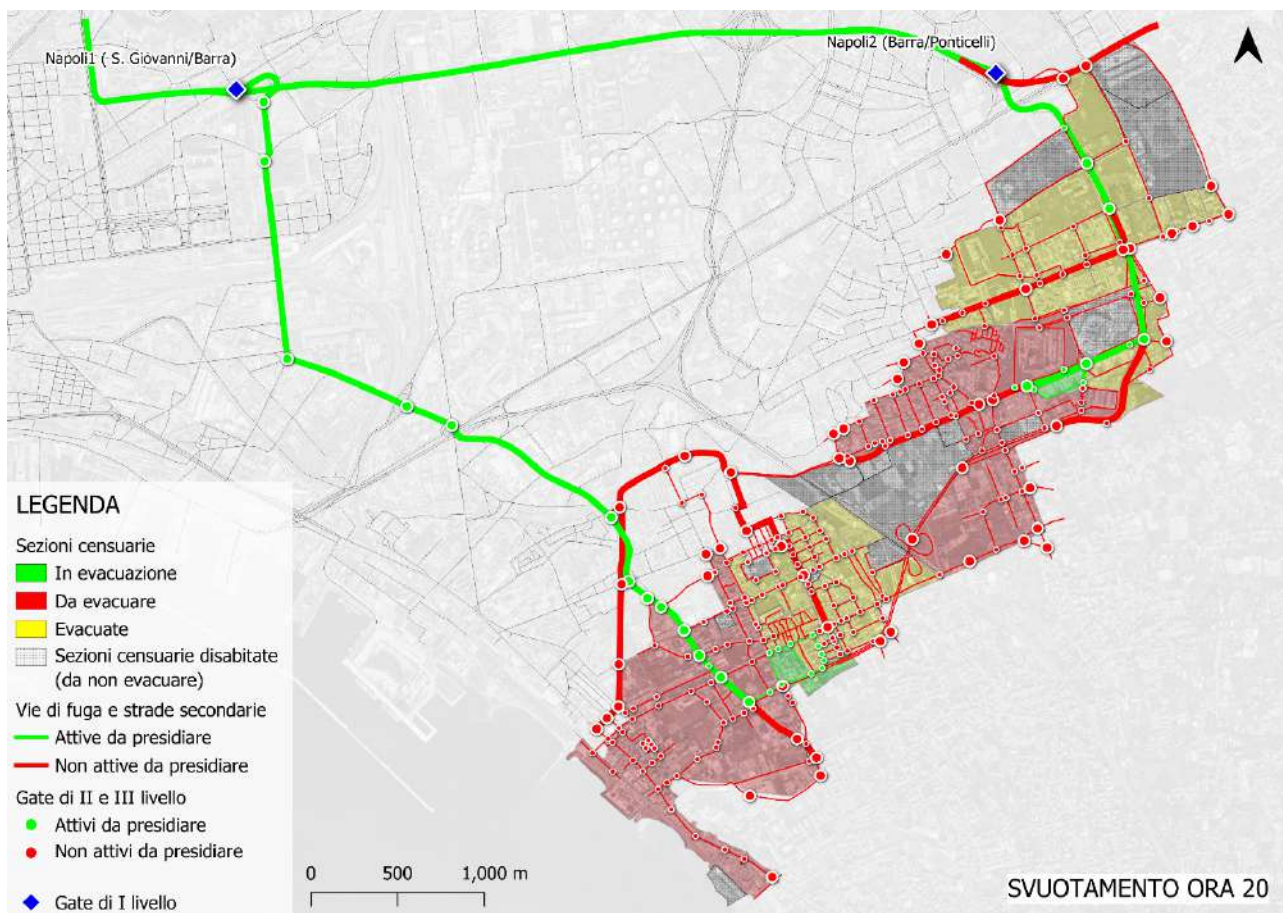 Napoli1 ( S. Giovanni/Barra)
Napoli2 (Barra/Ponticelli)
LEGENDA
Sezioni censuarie
In evacuazione
Da evacuare
Evacuate
Sezioni censuarie disabitate
(da non evacuare)
Vie di fuga e strade secondarie
Attive da presidiare
Non attive da presidiare
Gate di II e III livello
Attivi da presidiare
Non attivi da presidiare
Gate di I livello
0 500 1,000 m
SVUOTAMENTO ORA 20